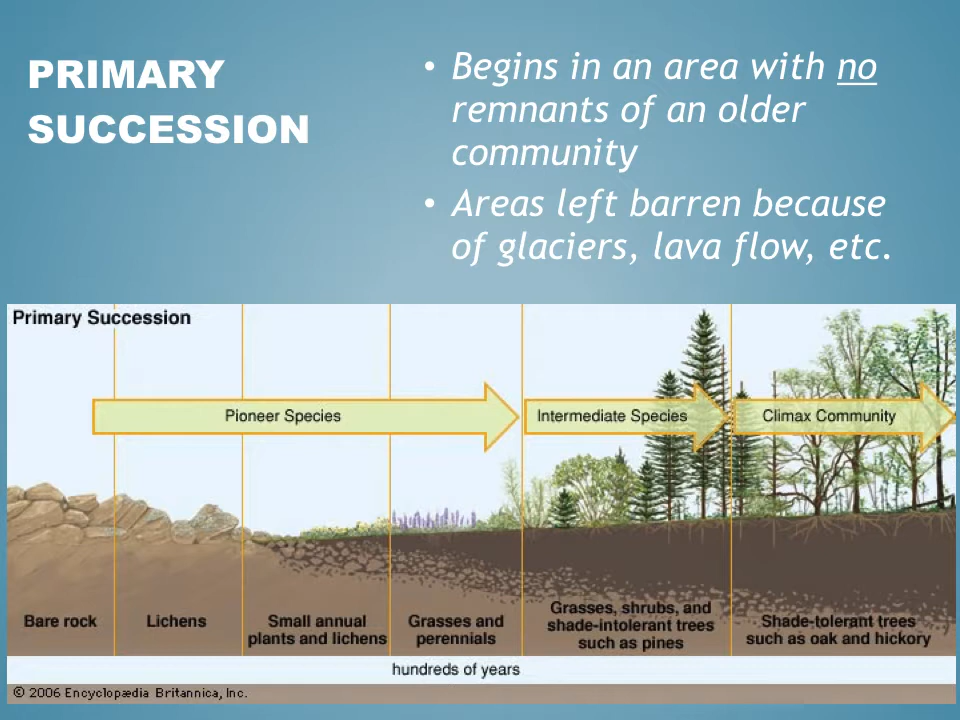 PRIMARY
SUCCESSION
• Begins in an area with no
remnants of an older
community
• Areas left barren because
of glaciers, lava flow, etc.
Primary Succession
Pioneer Species
Intermediate Species
Climax Community
Bare rock
Lichens
Small annual
plants and lichens
Grasses and
perennials
Grasses, shrubs, and
shade-intolerant trees
such as pines
Shade-tolerant trees
such as oak and hickory
hundreds of years
© 2006 Encyclopædia Britannica, Inc.